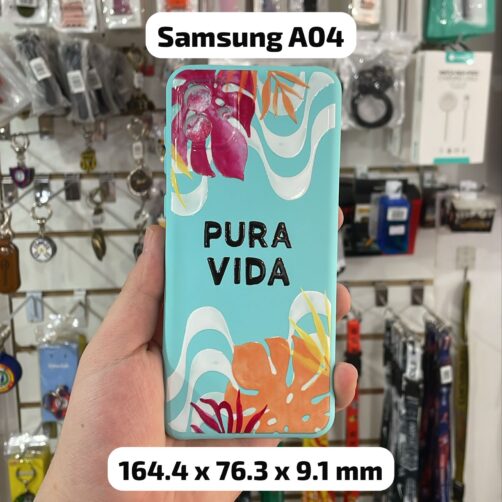 Samsung A04
PURA
VIDA
164.4 x 76.3 x 9.1 mm